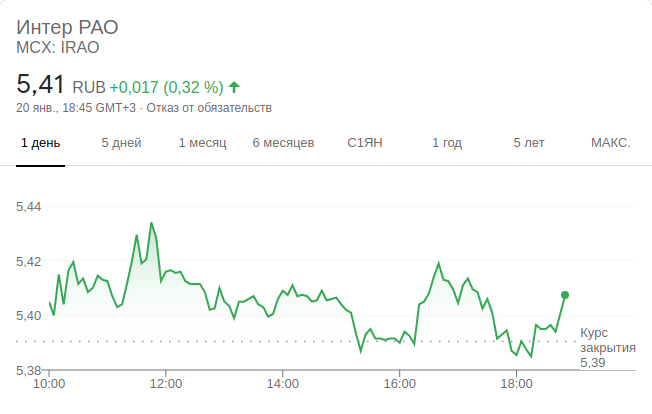 Интер РАО
MCX: IRAO
5,41 RUB +0,017 (0,32 %)
20 янв., 18:45 GMT+3 · Отказ от обязательств
1 день 5 дней 1 месяц 6 месяцев С1ЯН 1 год 5 лет МАКС.
5,44
5,42
5,40
5,38
Курс
закрытия
5,39
10:00 12:00 14:00 16:00 18:00